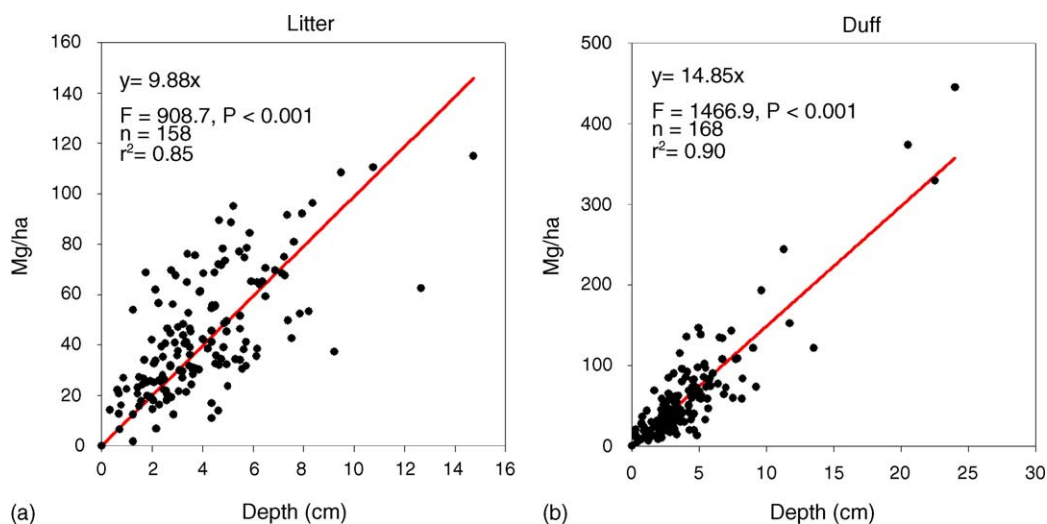 Litter
160
140
120
100
80
60
40
20
0
Mg/ha
y= 9.88x
F = 908.7, P < 0.001
n = 158
r²= 0.85
0 2 4 6 8 10 12 14 16
(a)
Depth (cm)
Duff
500
400
300
200
100
0
Mg/ha
y= 14.85x
F = 1466.9, P < 0.001
n = 168
r²= 0.90
0 5 10 15 20 25 30
(b)
Depth (cm)